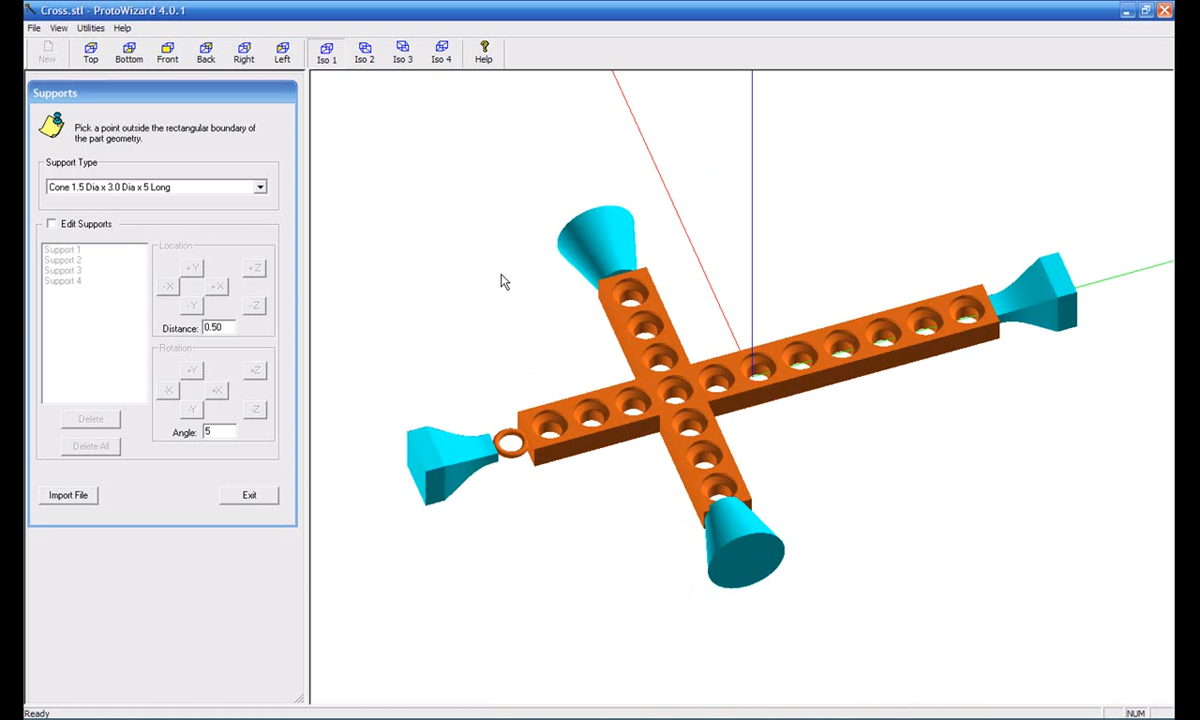 Cross.stl - ProtoWizard 4.0.1
File View Utilities Help
New Top Bottom Front Back Right Left Iso 1 Iso 2 Iso 3 Iso 4 Help
Supports
Pick a point outside the rectangular boundary of
the part geometry.
Support Type
Cone 1.5 Dia x 3.0 Dia x 5 Long
Edit Supports
Support 1
Support 2
Support 3
Support 4
Location
+Y
+Z
-X
+X
-Y
-Z
Distance: 0.50
Rotation
+Y
+Z
-X
+X
-Y
-Z
Angle: 5
Delete
Delete All
Import File
Exit
Ready
NUM